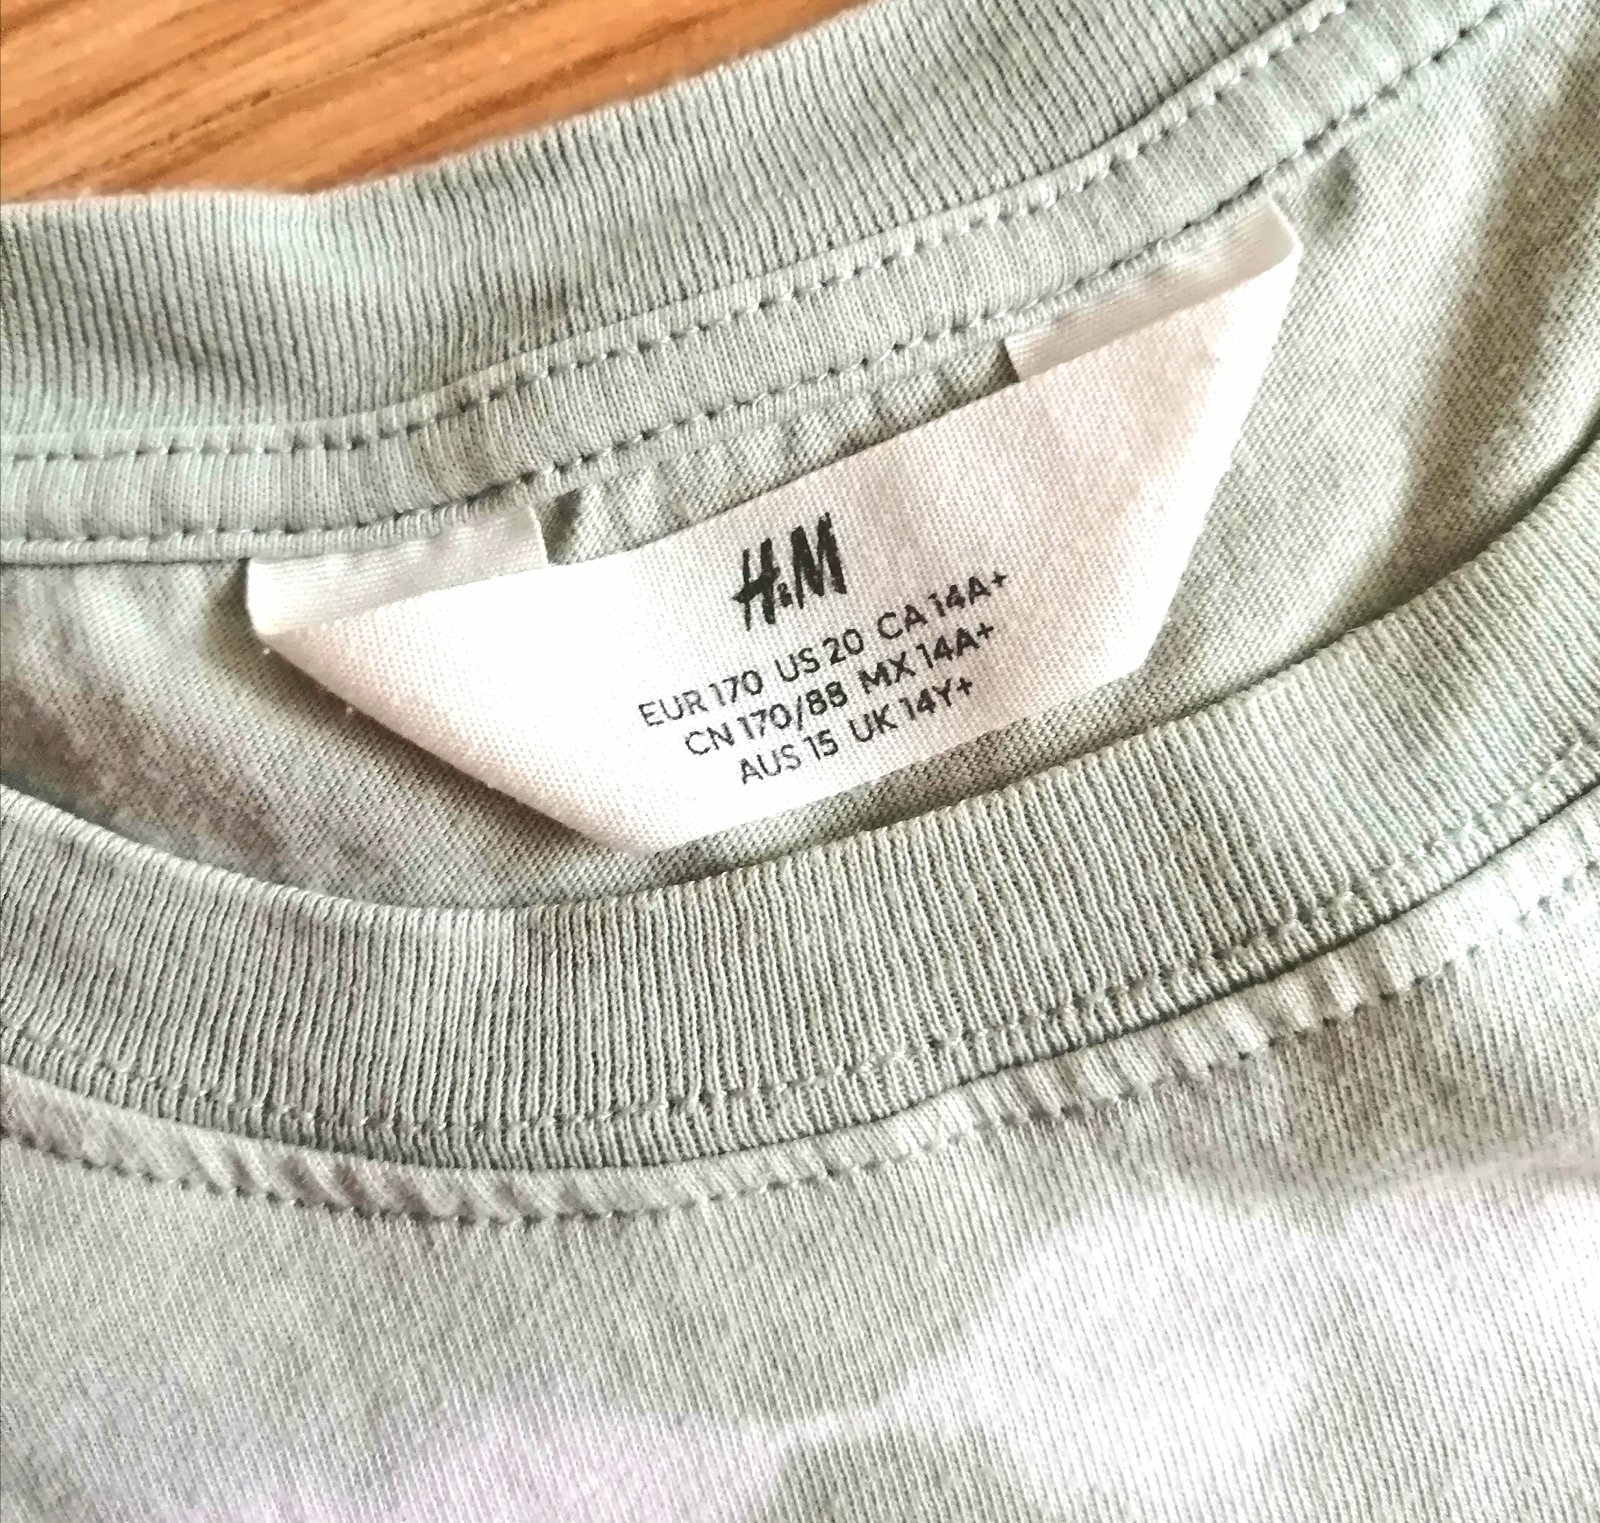 H&M
EUR 170 US 20 CA 14A+
CN 170/88 MX 14A+
AUS 15 UK 14Y+